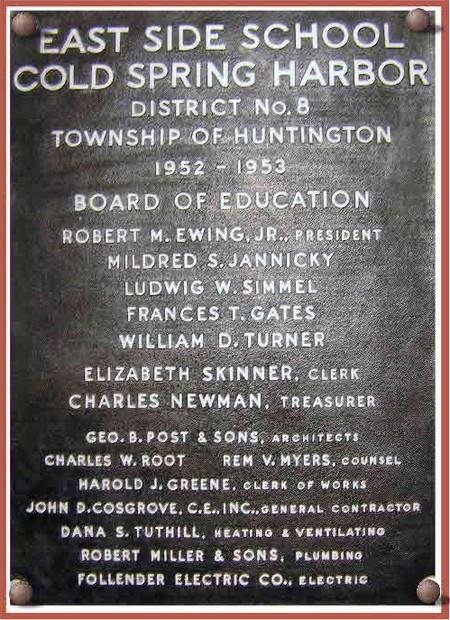 EAST SIDE SCHOOL
COLD SPRING HARBOR
DISTRICT No. 8
TOWNSHIP OF HUNTINGTON
1952 - 1953
BOARD OF EDUCATION
ROBERT M. EWING, JR., PRESIDENT
MILDRED S. JANNICKY
LUDWIG W. SIMMEL
FRANCES T. GATES
WILLIAM D. TURNER
ELIZABETH SKINNER, CLERK
CHARLES NEWMAN, TREASURER
GEO. B. POST & SONS, ARCHITECTS
CHARLES W. ROOT REM V. MYERS, COUNSEL
HAROLD J. GREENE, CLERK OF WORKS
JOHN D. COSGROVE, C.E., INC., GENERAL CONTRACTOR
DANA S. TUTHILL, HEATING & VENTILATING
ROBERT MILLER & SONS, PLUMBING
FOLLENDER ELECTRIC CO., ELECTRIC